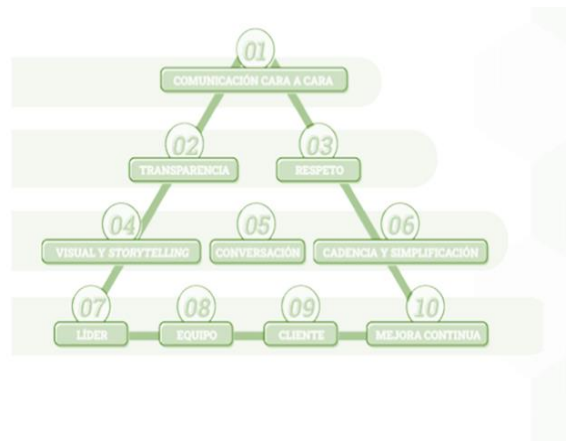 01
COMUNICACIÓN CARA A CARA
02
TRANSPARENCIA
03
RESPETO
04
VISUAL Y STORYTELLING
05
CONVERSACIÓN
06
CADENCIA Y SIMPLIFICACIÓN
07
LÍDER
08
EQUIPO
09
CLIENTE
10
MEJORA CONTINUA